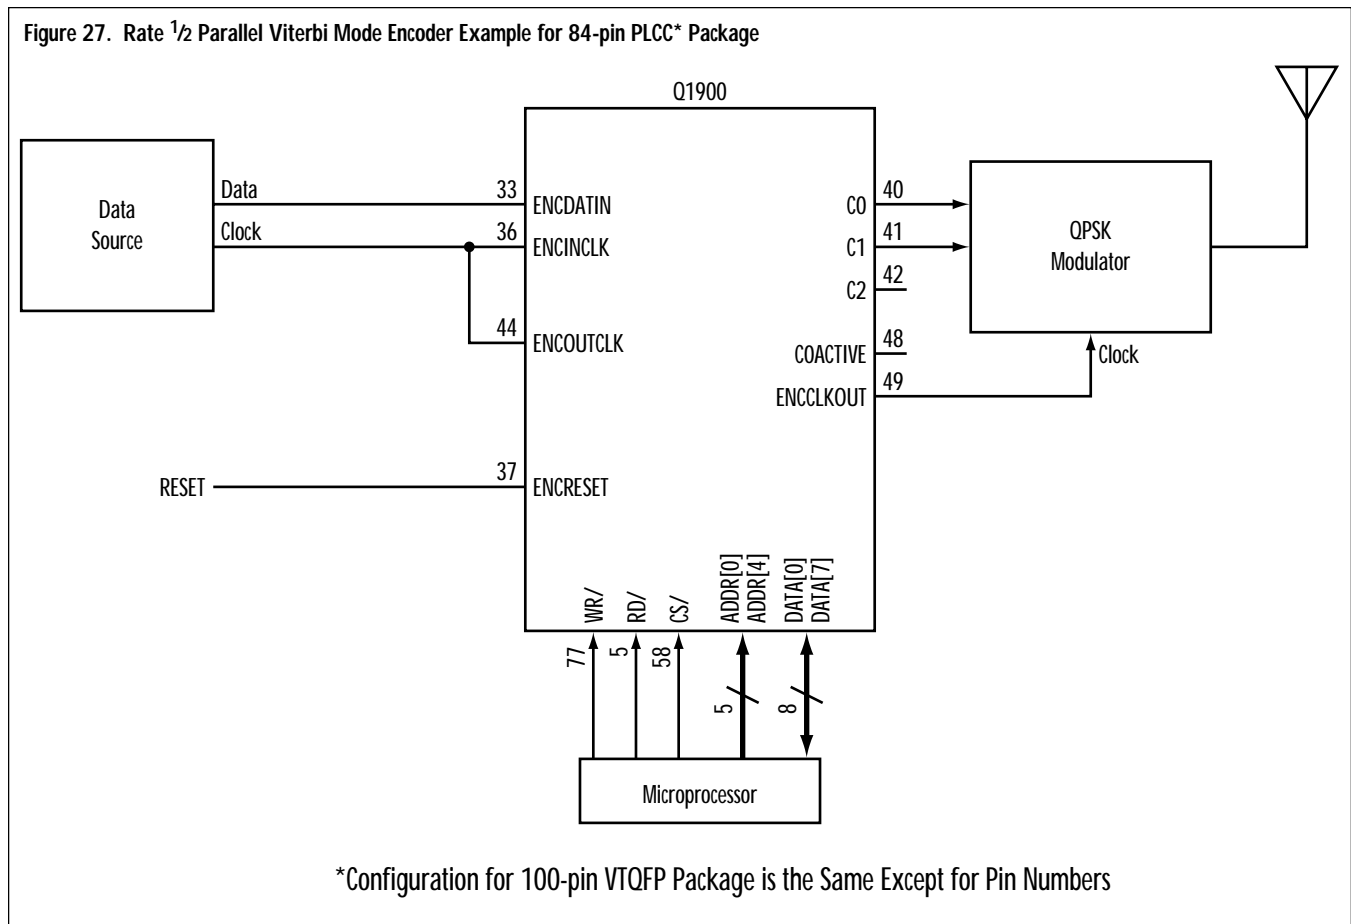 Figure 27. Rate 1/2 Parallel Viterbi Mode Encoder Example for 84-pin PLCC* Package
Q1900
Data
Source
Data
Clock
33
36
44
37
RESET
ENCDATIN
ENCINCLK
ENCOUTCLK
ENCRESET
C0
C1
C2
COACTIVE
ENCCLKOUT
40
41
42
48
49
QPSK
Modulator
Clock
WR/
RD/
CS/
ADDR[0]
ADDR[4]
DATA[0]
DATA[7]
77
5
58
5
8
Microprocessor
*Configuration for 100-pin VTQFP Package is the Same Except for Pin Numbers